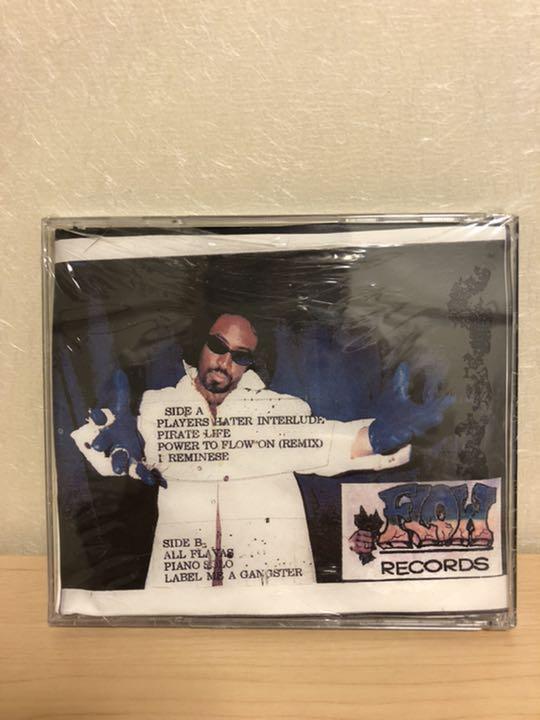 SIDE A
PLAYERS HATER INTERLUDE
PIRATE LIFE
POWER TO FLOW ON (REMIX)
I REMINESE
SIDE B
ALL FLAVAS
PIANO SOLO
LABEL ME A GANGSTER
FLOW
RECORDS